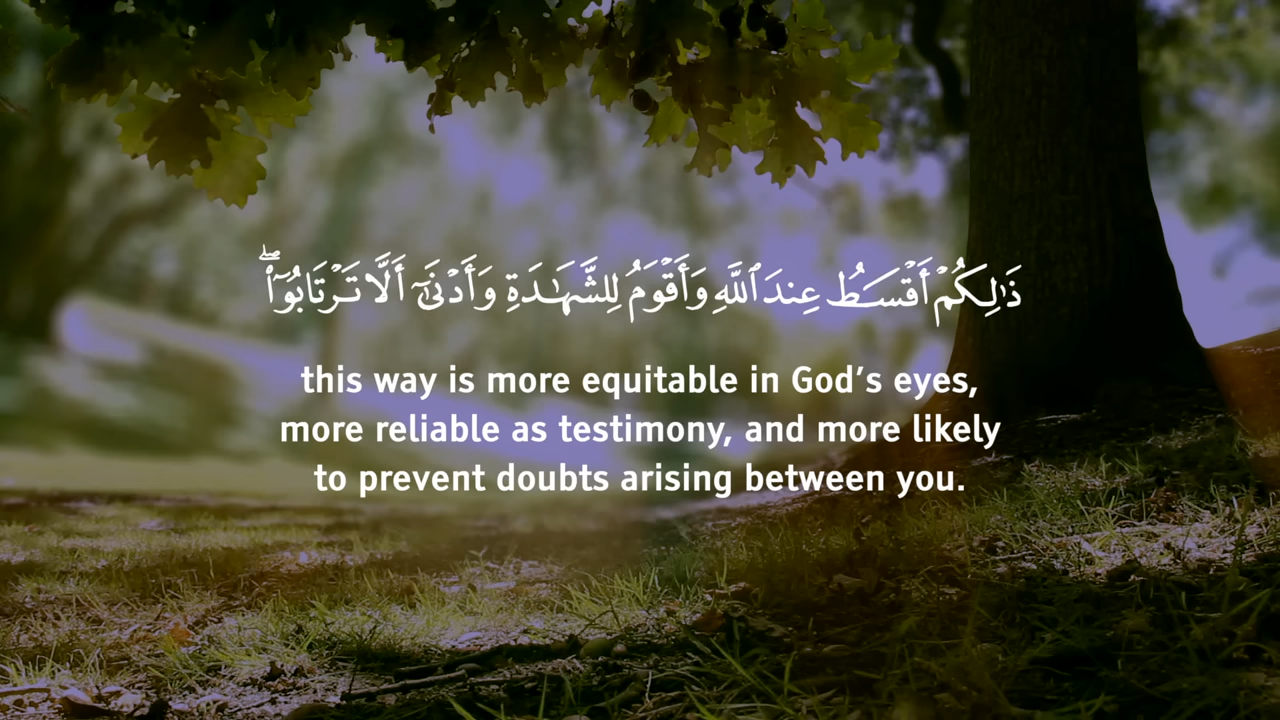 ذَٰلِكُمْ أَقْسَطُ عِندَ ٱللَّهِ وَأَقْوَمُ لِلشَّهَـٰدَةِ وَأَدْنَىٰٓ أَلَّا تَرْتَابُوٓا۟ ۖ
this way is more equitable in God’s eyes,
more reliable as testimony, and more likely
to prevent doubts arising between you.